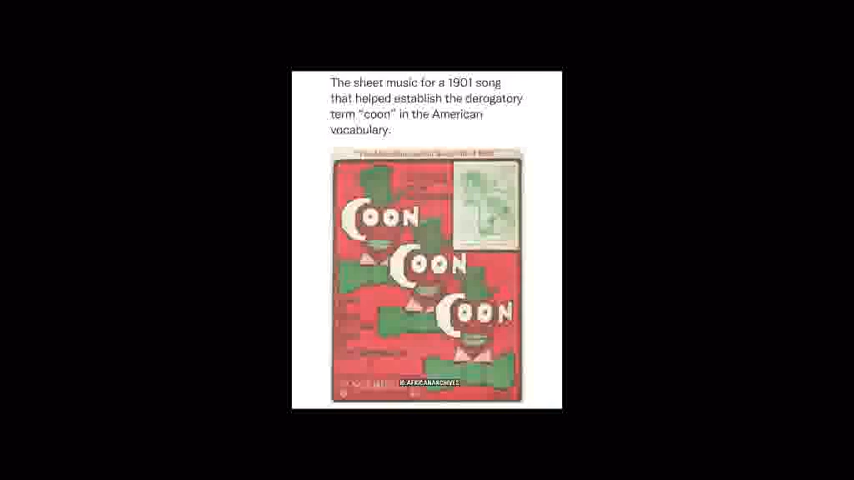 The sheet music for a 1901 song
that helped establish the derogatory
term “coon” in the American
vocabulary.
COON
COON
COON
IG:AFRICANARCHIVES